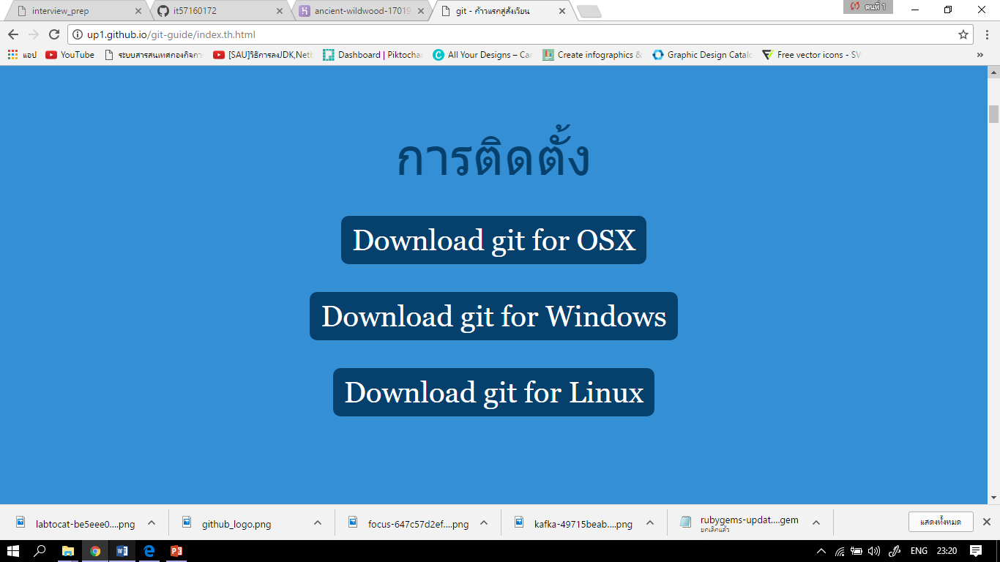 interview_prep
it57160172
ancient-wildwood-17019
git - ก้าวแรกสู่สังเวียน
คนที่ 1
up1.github.io/git-guide/index.th.html
แอป
YouTube
ระบบสารสนเทศกองกิจกา
[SAU]วิธีการลงJDK,Netb
Dashboard | Piktochar
All Your Designs – Can
Create infographics &
Graphic Design Catalo
Free vector icons - SV
»
การติดตั้ง
Download git for OSX
Download git for Windows
Download git for Linux
labtocat-be5eee0....png
github_logo.png
focus-647c57d2ef....png
kafka-49715beab....png
rubygems-updat....gem
ยกเลิกแล้ว
แสดงทั้งหมด
ENG
23:20